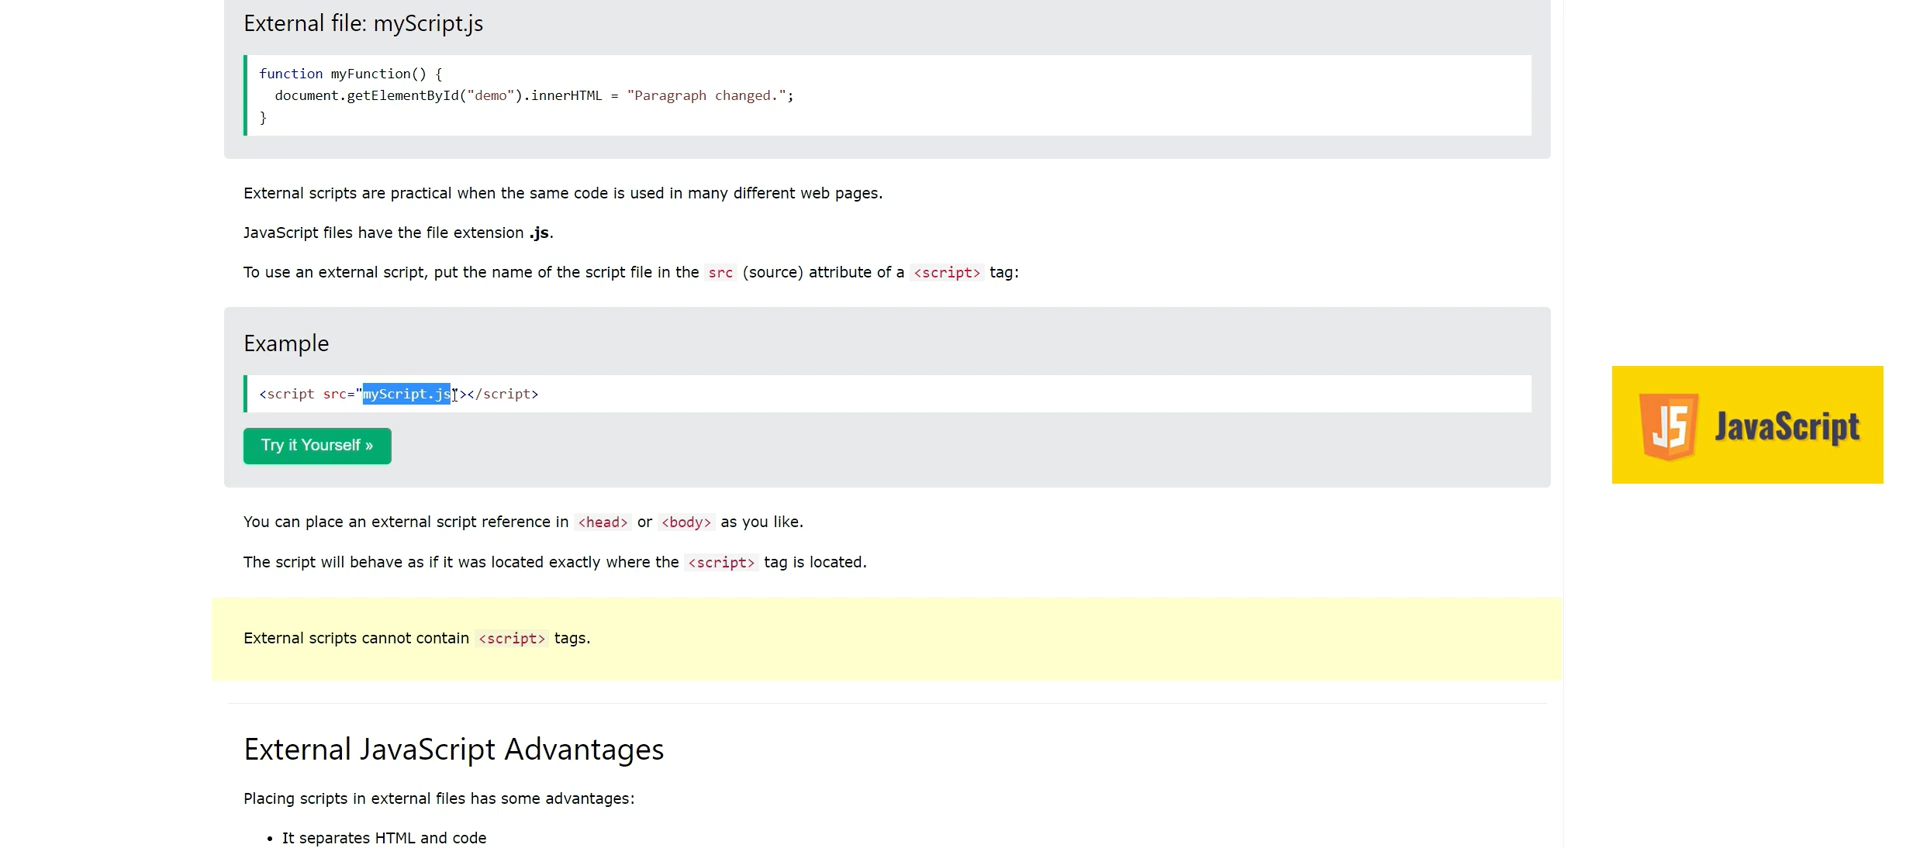 External file: myScript.js
function myFunction() {
  document.getElementById("demo").innerHTML = "Paragraph changed.";
}
External scripts are practical when the same code is used in many different web pages.
JavaScript files have the file extension .js.
To use an external script, put the name of the script file in the src (source) attribute of a <script> tag:
Example
<script src="myScript.js"></script>
Try it Yourself »
You can place an external script reference in <head> or <body> as you like.
The script will behave as if it was located exactly where the <script> tag is located.
External scripts cannot contain <script> tags.
External JavaScript Advantages
Placing scripts in external files has some advantages:
• It separates HTML and code
JS JavaScript